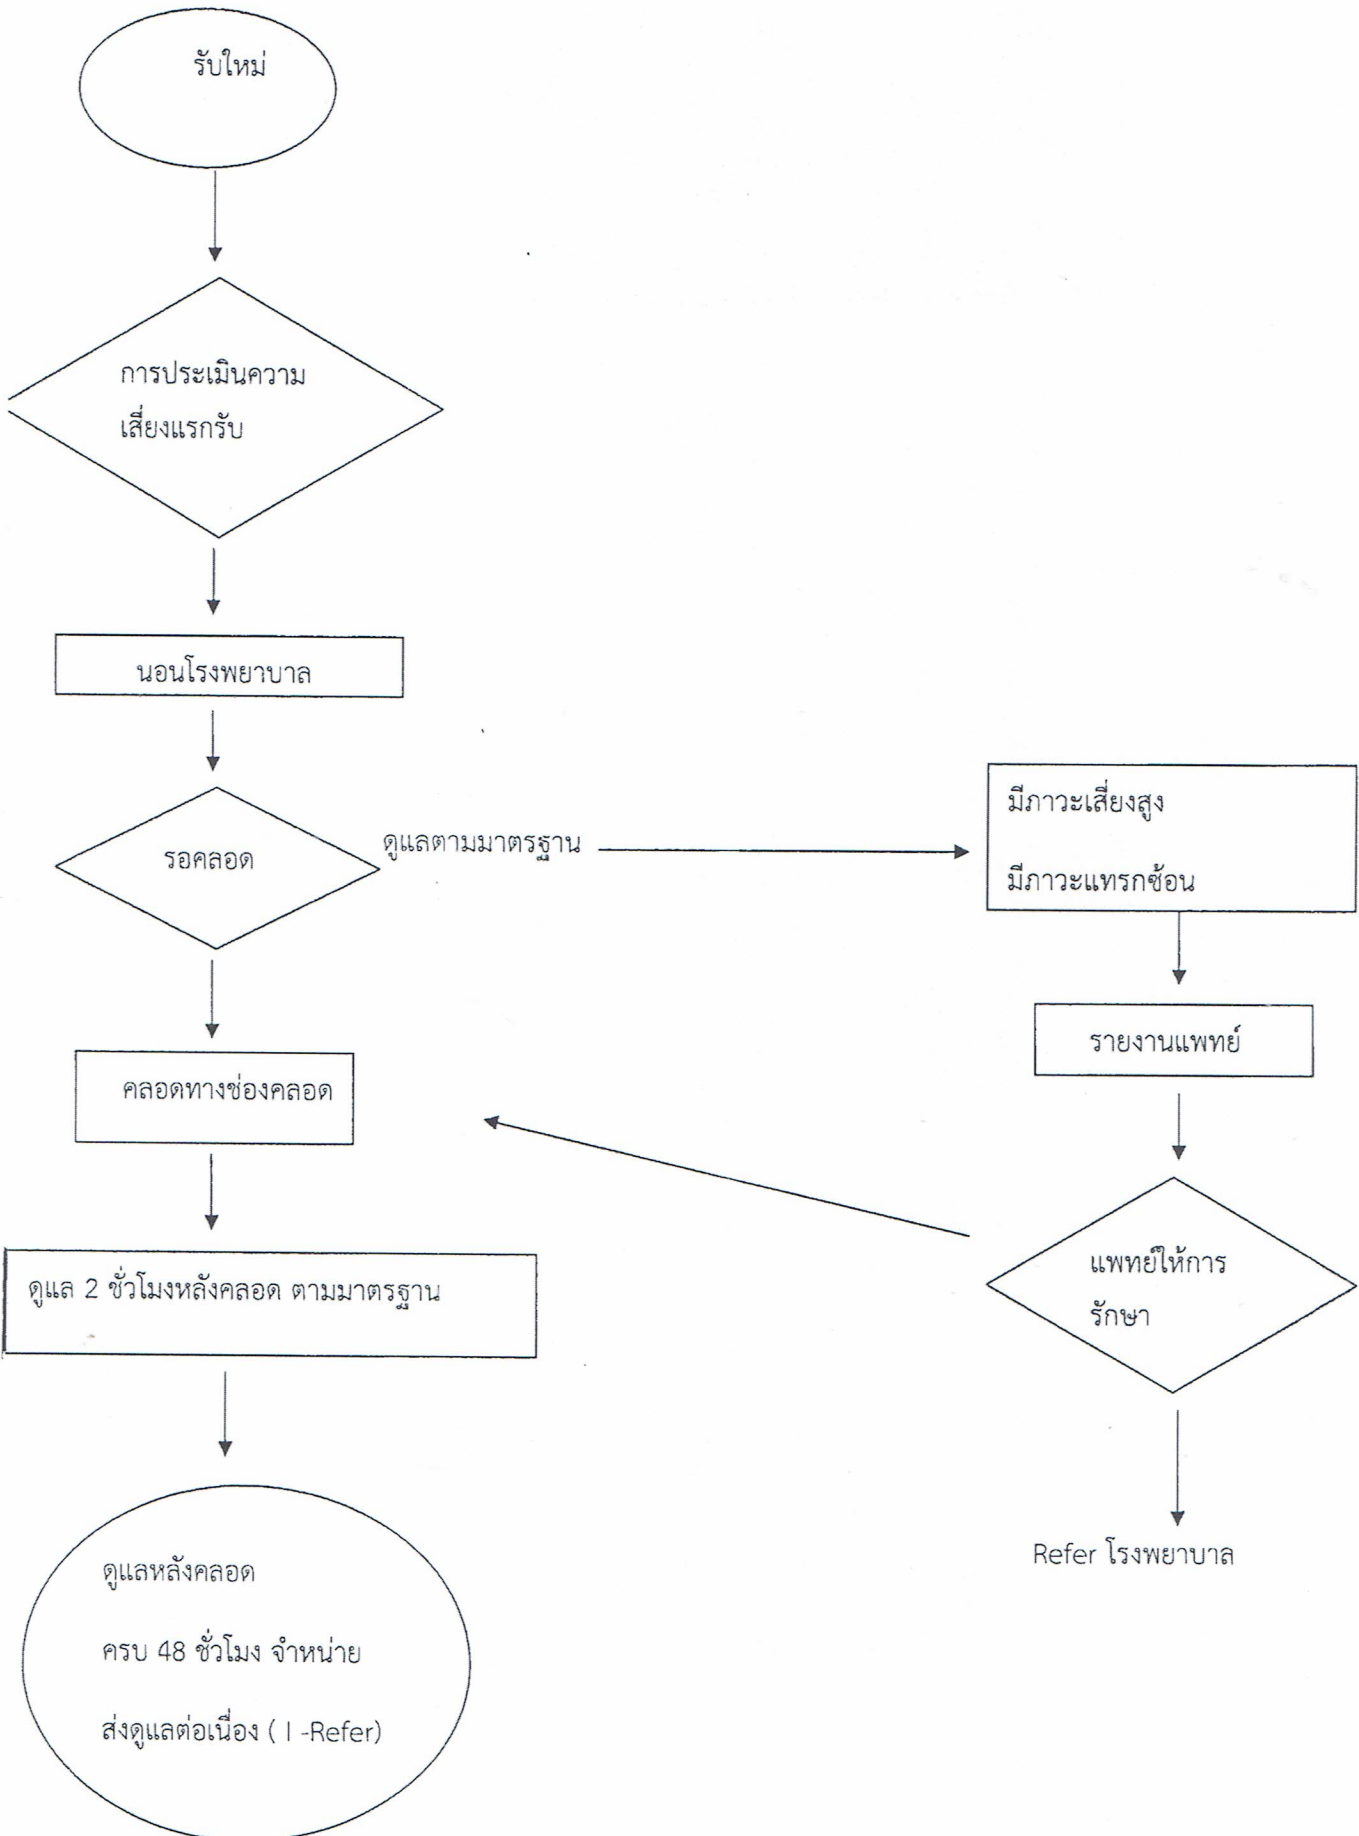 รับใหม่
การประเมินความ
เสี่ยงแรกรับ
นอนโรงพยาบาล
รอคลอด
ดูแลตามมาตรฐาน
มีภาวะเสี่ยงสูง
มีภาวะแทรกซ้อน
รายงานแพทย์
คลอดทางช่องคลอด
แพทย์ให้การ
รักษา
ดูแล 2 ชั่วโมงหลังคลอด ตามมาตรฐาน
Refer โรงพยาบาล
ดูแลหลังคลอด
ครบ 48 ชั่วโมง จำหน่าย
ส่งดูแลต่อเนื่อง ( I -Refer)